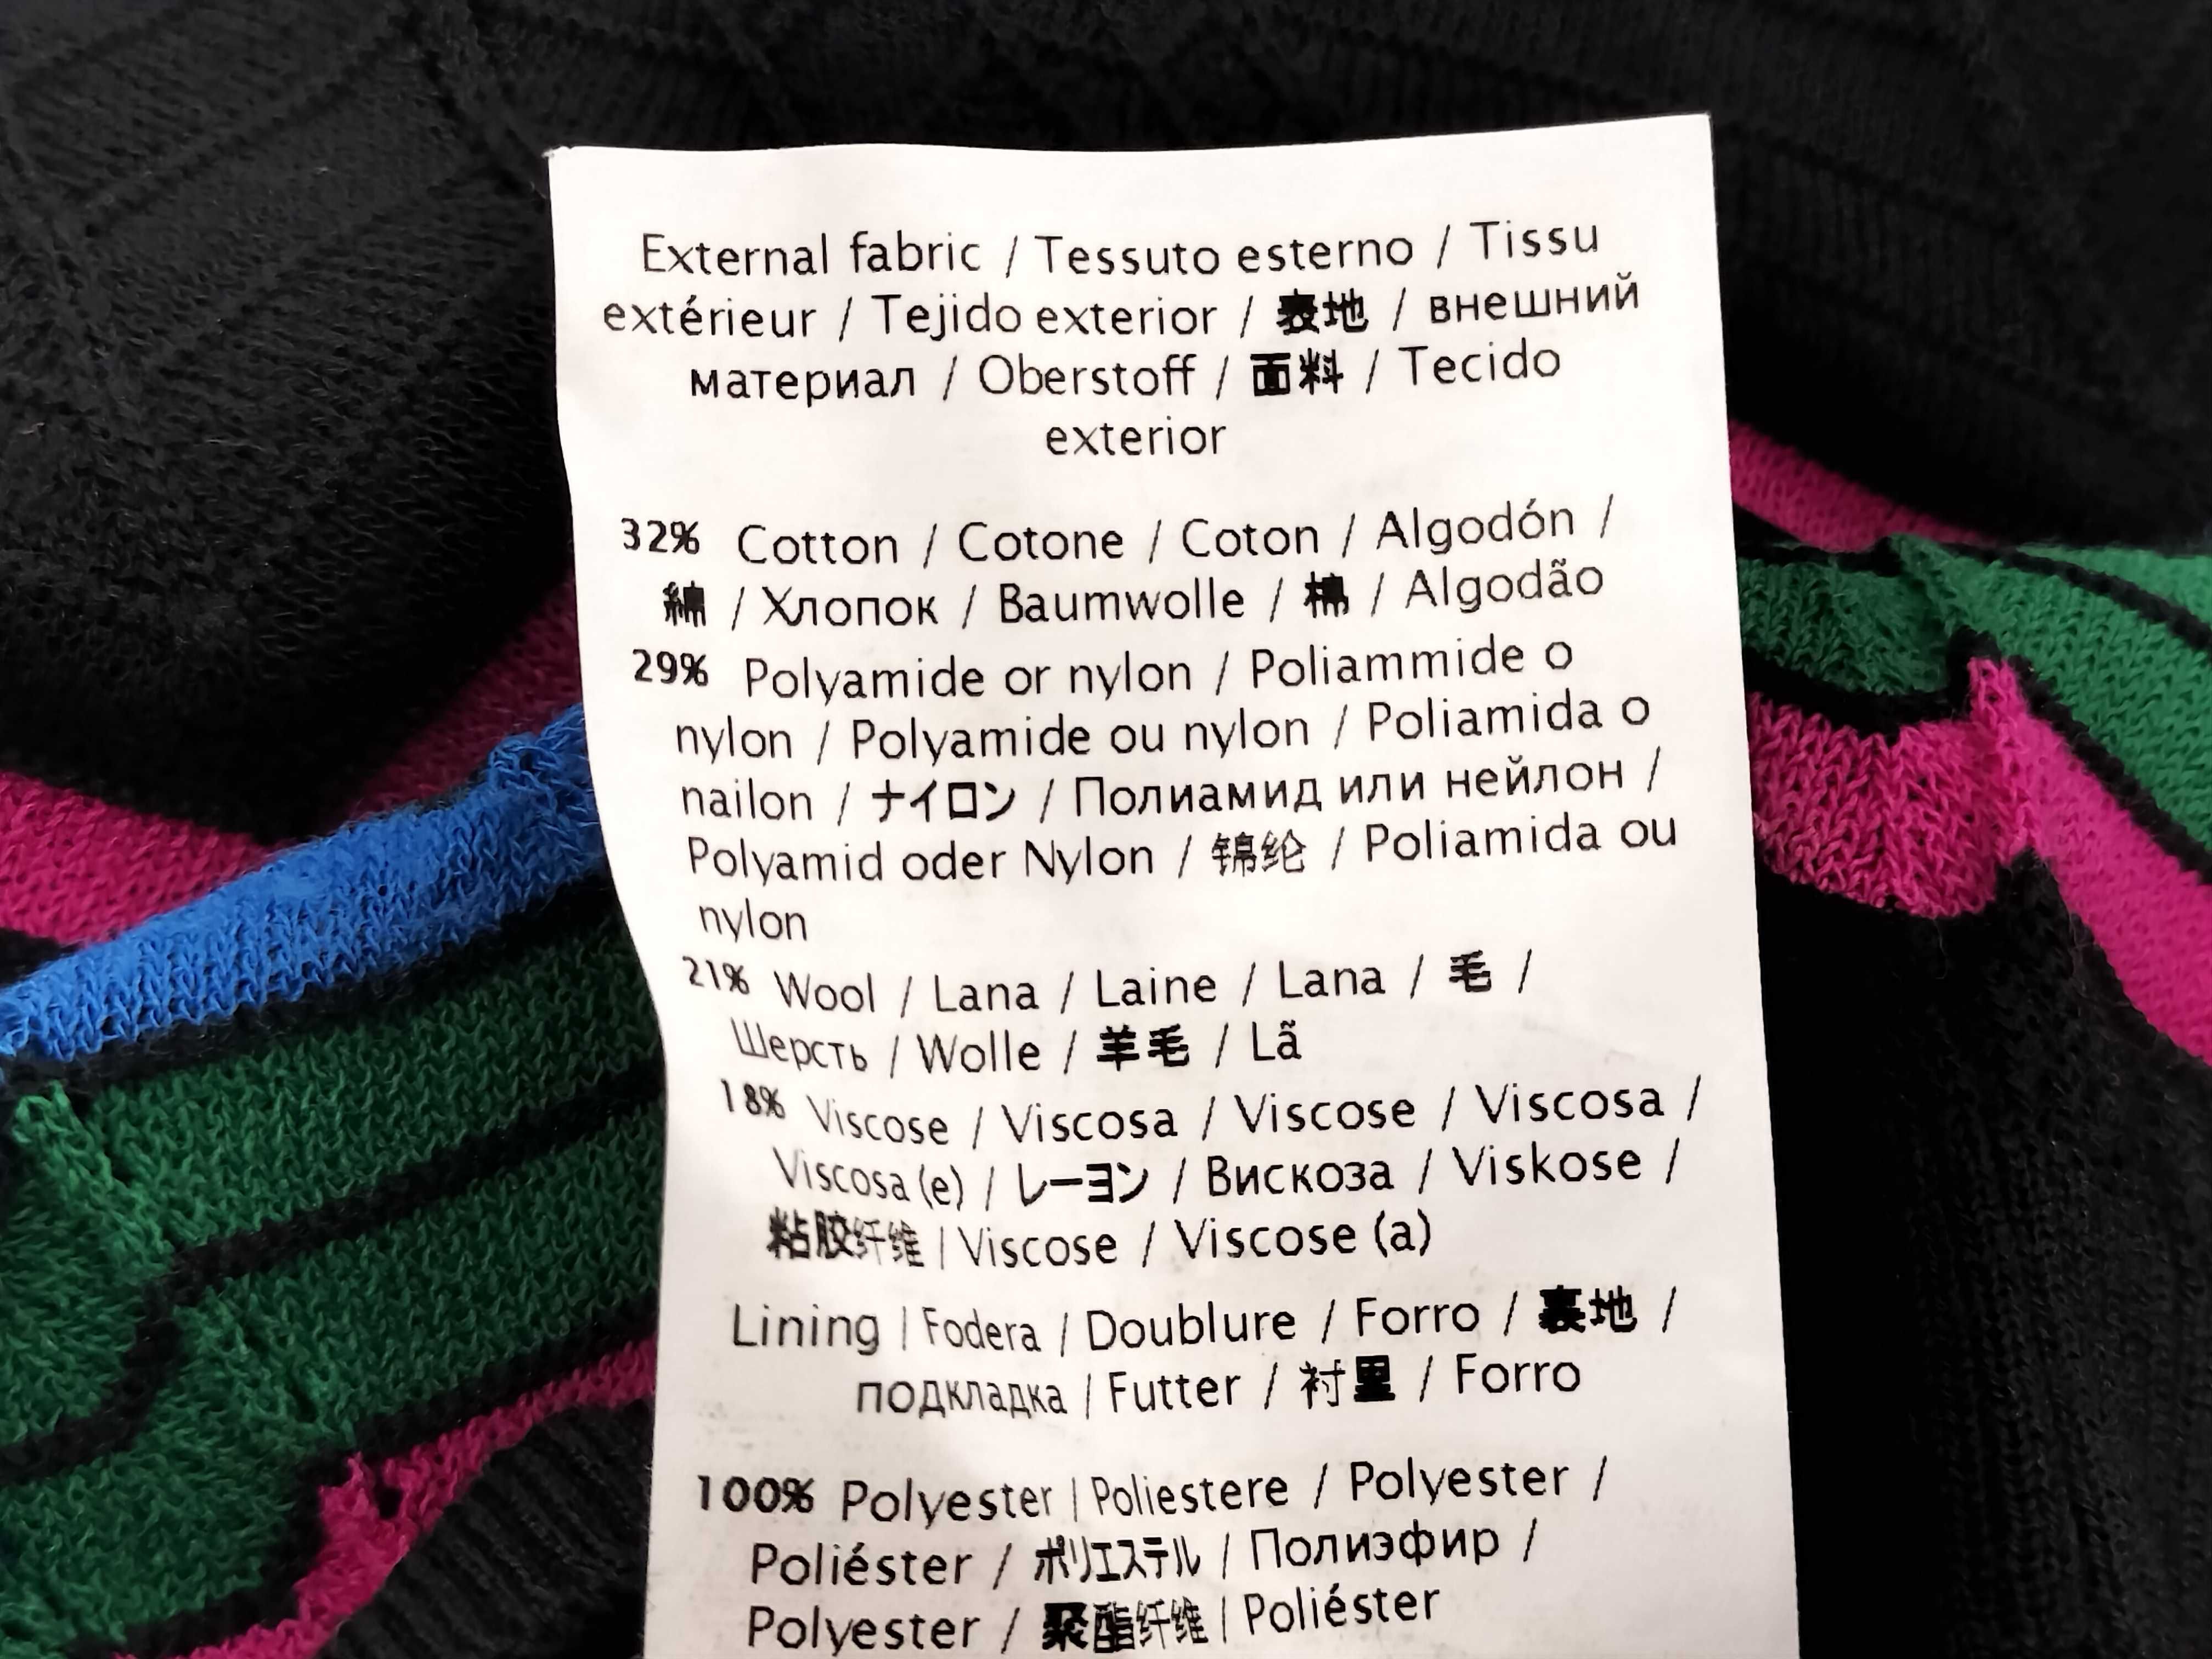 External fabric / Tessuto esterno / Tissu
extérieur / Tejido exterior / 表地 / внешний
материал / Oberstoff / 面料 / Tecido
exterior
32% Cotton / Cotone / Coton / Algodón /
綿 / Хлопок / Baumwolle / 棉 / Algodão
29% Polyamide or nylon / Poliammide o
nylon / Polyamide ou nylon / Poliamida o
nailon / ナイロン / Полиамид или нейлон /
Polyamid oder Nylon / 锦纶 / Poliamida ou
nylon
21% Wool / Lana / Laine / Lana / 毛 /
Шерсть / Wolle / 羊毛 / Lã
18% Viscose / Viscosa / Viscose / Viscosa /
Viscosa (e) / レーヨン / Вискоза / Viskose /
粘胶纤维 / Viscose / Viscose (a)
Lining / Fodera / Doublure / Forro / 裏地 /
подкладка / Futter / 衬里 / Forro
100% Polyester / Poliestere / Polyester /
Poliéster / ポリエステル / Полиэфир /
Polyester / 聚酯纤维 / Poliéster